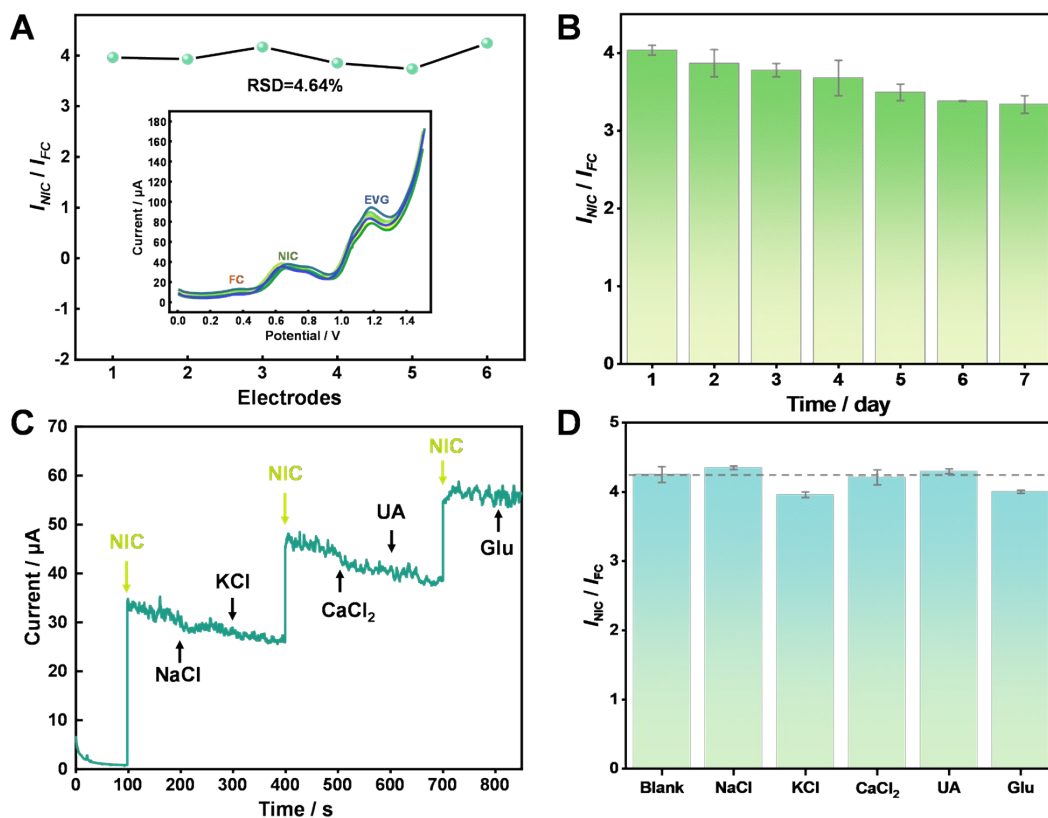 A
4
3
2
1
0
-1
-2
I_NIC / I_FC
RSD=4.64%
180
160
140
120
100
80
60
40
20
0
Current / µA
FC
NIC
EVG
0.0 0.2 0.4 0.6 0.8 1.0 1.2 1.4
Potential / V
1 2 3 4 5 6
Electrodes
B
4
3
2
1
0
I_NIC / I_FC
1 2 3 4 5 6 7
Time / day
C
70
60
50
40
30
20
10
0
Current / µA
NIC
NIC
NIC
UA
Glu
KCl
CaCl₂
NaCl
0 100 200 300 400 500 600 700 800
Time / s
D
5
4
3
2
1
0
I_NIC / I_FC
Blank NaCl KCl CaCl₂ UA Glu